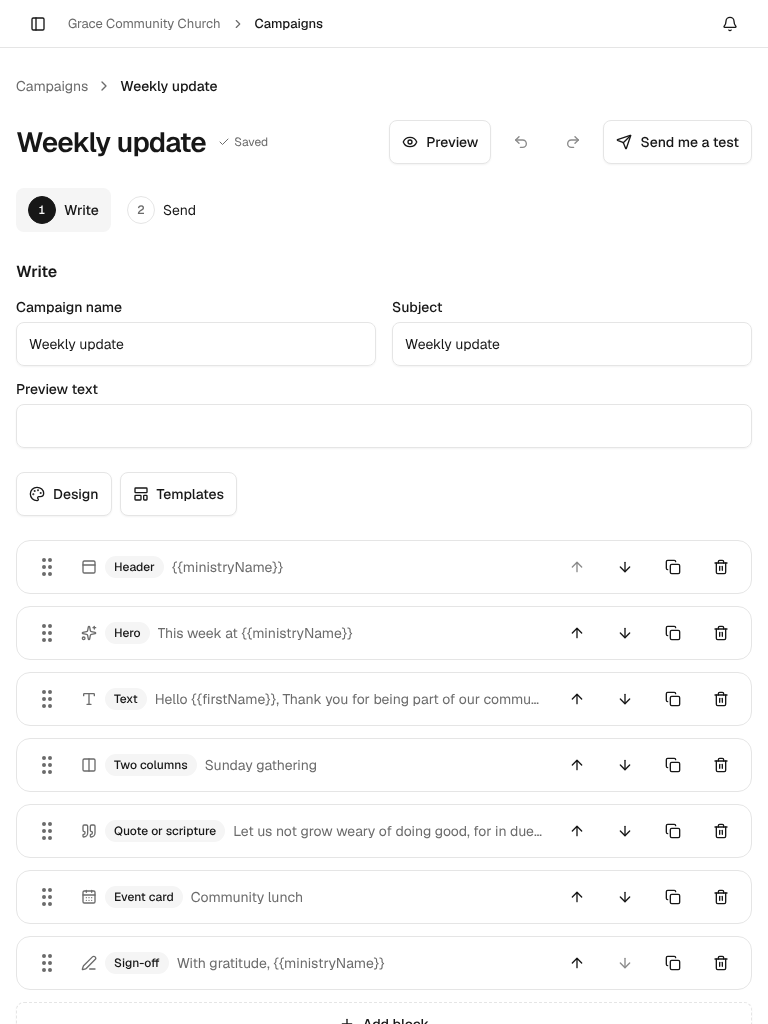 Grace Community Church > Campaigns
Campaigns > Weekly update
Weekly update
Saved
Preview
Send me a test
1 Write
2 Send
Write
Campaign name
Subject
Weekly update
Weekly update
Preview text
Design
Templates
Header {{ministryName}}
Hero This week at {{ministryName}}
Text Hello {{firstName}}, Thank you for being part of our commu...
Two columns Sunday gathering
Quote or scripture Let us not grow weary of doing good, for in due...
Event card Community lunch
Sign-off With gratitude, {{ministryName}}
+ Add block